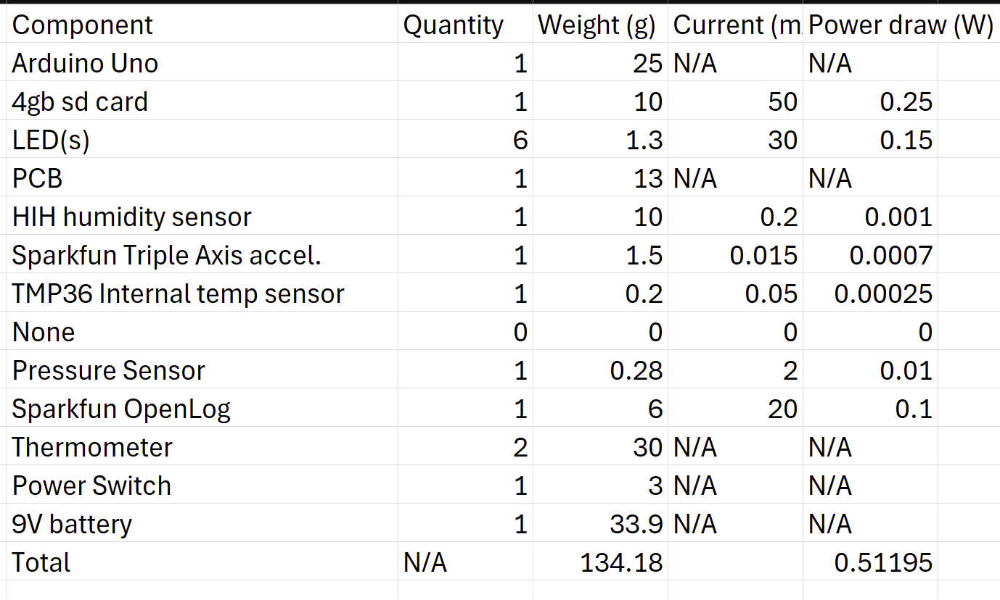 Component Quantity Weight (g) Current (m Power draw (W)
Arduino Uno 1 25 N/A N/A
4gb sd card 1 10 50 0.25
LED(s) 6 1.3 30 0.15
PCB 1 13 N/A N/A
HIH humidity sensor 1 10 0.2 0.001
Sparkfun Triple Axis accel. 1 1.5 0.015 0.0007
TMP36 Internal temp sensor 1 0.2 0.05 0.00025
None 0 0 0 0
Pressure Sensor 1 0.28 2 0.01
Sparkfun OpenLog 1 6 20 0.1
Thermometer 2 30 N/A N/A
Power Switch 1 3 N/A N/A
9V battery 1 33.9 N/A N/A
Total N/A 134.18 0.51195